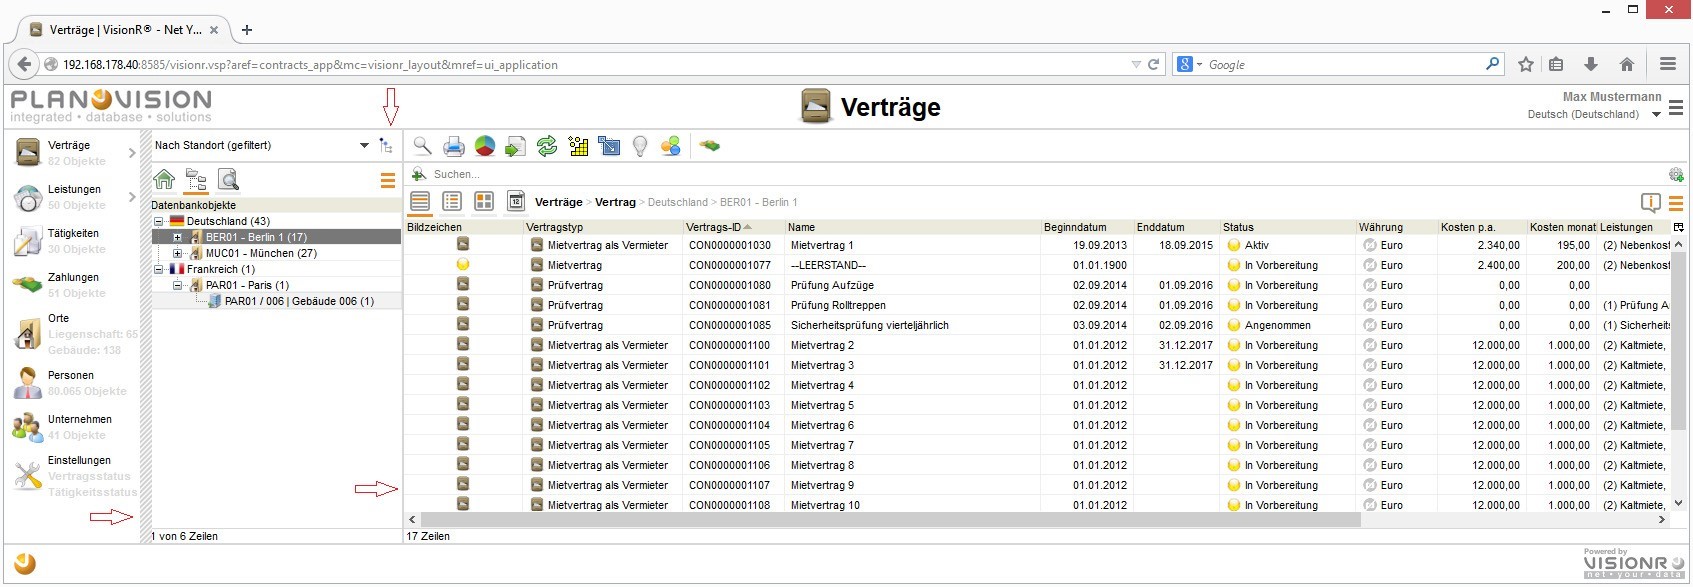 Verträge | VisionR® - Net Y...
192.168.178.40:8585/visionr.vsp?aref=contracts_app&mc=visionr_layout&mref=ui_application
Google
PLANOVISION
integrated • database • solutions
Verträge
Max Mustermann
Deutsch (Deutschland)
Verträge
82 Objekte
Leistungen
50 Objekte
Tätigkeiten
30 Objekte
Zahlungen
51 Objekte
Orte
Liegenschaft: 65
Gebäude: 138
Personen
80.065 Objekte
Unternehmen
41 Objekte
Einstellungen
Vertragsstatus
Tätigkeitsstatus
Nach Standort (gefiltert)
Datenbankobjekte
Deutschland (43)
BER01 - Berlin 1 (17)
MUC01 - München (27)
Frankreich (1)
PAR01 - Paris (1)
PAR01 / 006 | Gebäude 006 (1)
1 von 6 Zeilen
Suchen...
12
Verträge > Vertrag > Deutschland > BER01 - Berlin 1
Bildzeichen Vertragstyp Vertrags-ID Name Beginndatum Enddatum Status Währung Kosten p.a. Kosten monat Leistungen
Mietvertrag als Vermieter CON0000001030 Mietvertrag 1 19.09.2013 18.09.2015 Aktiv Euro 2.340,00 195,00 (2) Nebenkost
Mietvertrag CON0000001077 --LEERSTAND-- 01.01.1900 In Vorbereitung Euro 2.400,00 200,00 (2) Nebenkost
Prüfvertrag CON0000001080 Prüfung Aufzüge 02.09.2014 01.09.2016 In Vorbereitung Euro 0,00 0,00
Prüfvertrag CON0000001081 Prüfung Rolltreppen 02.09.2014 01.09.2016 In Vorbereitung Euro 0,00 0,00 (1) Prüfung A
Prüfvertrag CON0000001085 Sicherheitsprüfung vierteljährlich 03.09.2014 02.09.2016 Angenommen Euro 0,00 0,00 (1) Sicherheits
Mietvertrag als Vermieter CON0000001100 Mietvertrag 2 01.01.2012 31.12.2017 In Vorbereitung Euro 12.000,00 1.000,00 (2) Kaltmiete,
Mietvertrag als Vermieter CON0000001101 Mietvertrag 3 01.01.2012 31.12.2017 In Vorbereitung Euro 12.000,00 1.000,00 (2) Kaltmiete,
Mietvertrag als Vermieter CON0000001102 Mietvertrag 4 01.01.2012 In Vorbereitung Euro 12.000,00 1.000,00 (2) Kaltmiete,
Mietvertrag als Vermieter CON0000001103 Mietvertrag 5 01.01.2012 In Vorbereitung Euro 12.000,00 1.000,00 (2) Kaltmiete,
Mietvertrag als Vermieter CON0000001104 Mietvertrag 6 01.01.2012 In Vorbereitung Euro 12.000,00 1.000,00 (2) Kaltmiete,
Mietvertrag als Vermieter CON0000001105 Mietvertrag 7 01.01.2012 In Vorbereitung Euro 12.000,00 1.000,00 (2) Kaltmiete,
Mietvertrag als Vermieter CON0000001106 Mietvertrag 8 01.01.2012 In Vorbereitung Euro 12.000,00 1.000,00 (2) Kaltmiete,
Mietvertrag als Vermieter CON0000001107 Mietvertrag 9 01.01.2012 In Vorbereitung Euro 12.000,00 1.000,00 (2) Kaltmiete,
Mietvertrag als Vermieter CON0000001108 Mietvertrag 10 01.01.2012 In Vorbereitung Euro 12.000,00 1.000,00 (2) Kaltmiete,
17 Zeilen
Powered by
VISIONR
net • your • data